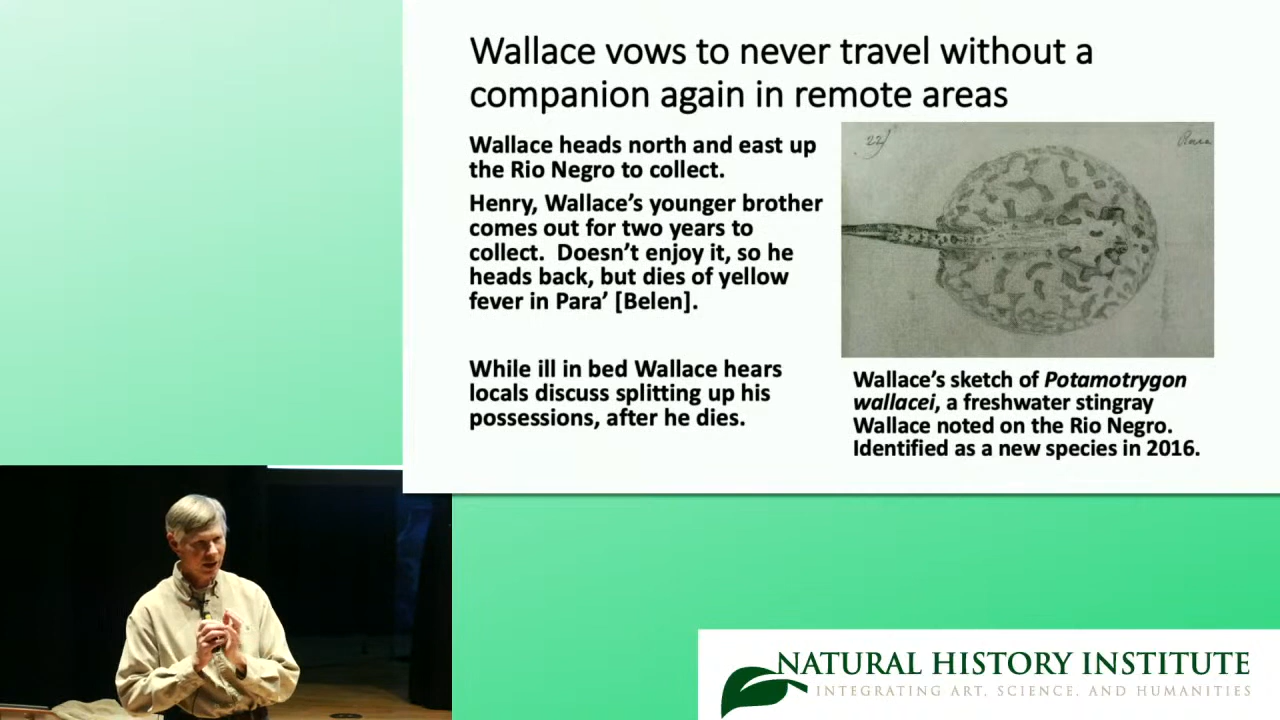 Wallace vows to never travel without a
companion again in remote areas
Wallace heads north and east up
the Rio Negro to collect.
Henry, Wallace's younger brother
comes out for two years to
collect.  Doesn't enjoy it, so he
heads back, but dies of yellow
fever in Para' [Belen].
While ill in bed Wallace hears
locals discuss splitting up his
possessions, after he dies.
22
Wallace's sketch of Potamotrygon
wallacei, a freshwater stingray
Wallace noted on the Rio Negro.
Identified as a new species in 2016.
NATURAL HISTORY INSTITUTE
INTEGRATING ART, SCIENCE, AND HUMANITIES